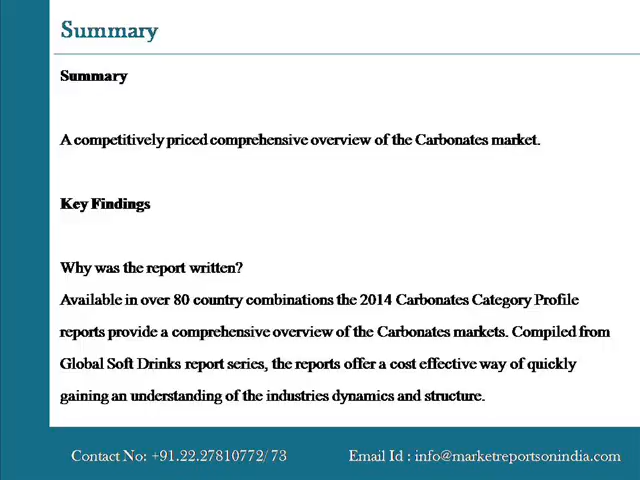 Summary
Summary
A competitively priced comprehensive overview of the Carbonates market.
Key Findings
Why was the report written?
Available in over 80 country combinations the 2014 Carbonates Category Profile
reports provide a comprehensive overview of the Carbonates markets. Compiled from
Global Soft Drinks report series, the reports offer a cost effective way of quickly
gaining an understanding of the industries dynamics and structure.
Contact No: +91.22.27810772/ 73 Email Id : info@marketreportsonindia.com